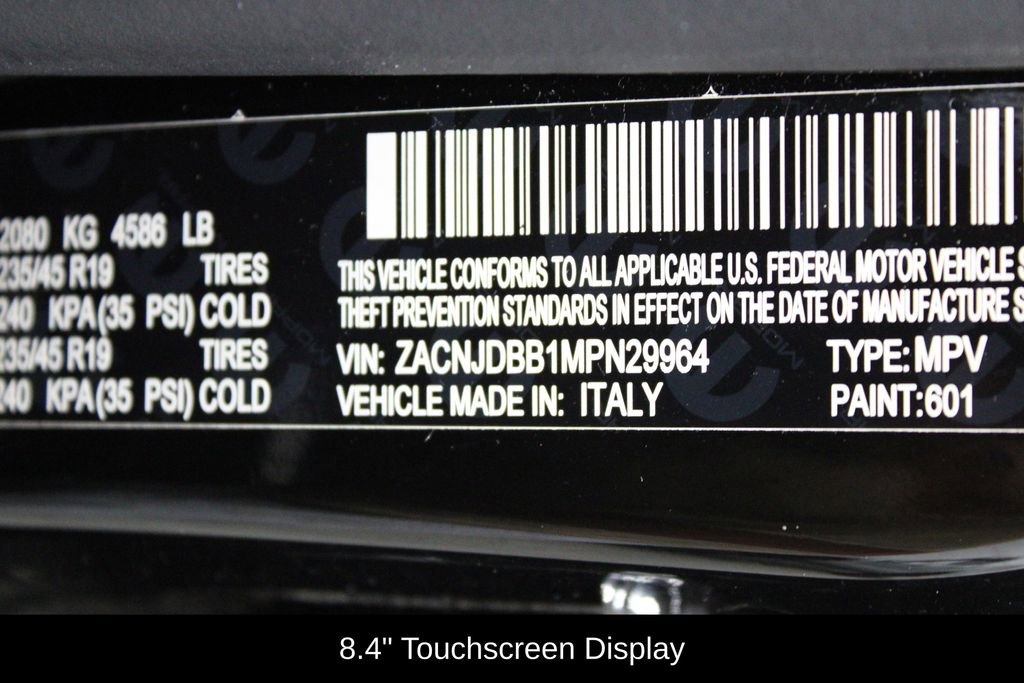 2080 KG 4586 LB
235/45 R19 TIRES
240 KPA(35 PSI) COLD
235/45 R19 TIRES
240 KPA(35 PSI) COLD
THIS VEHICLE CONFORMS TO ALL APPLICABLE U.S. FEDERAL MOTOR VEHICLE S
THEFT PREVENTION STANDARDS IN EFFECT ON THE DATE OF MANUFACTURE S
VIN: ZACNJDBB1MPN29964 TYPE: MPV
VEHICLE MADE IN: ITALY PAINT:601
8.4" Touchscreen Display